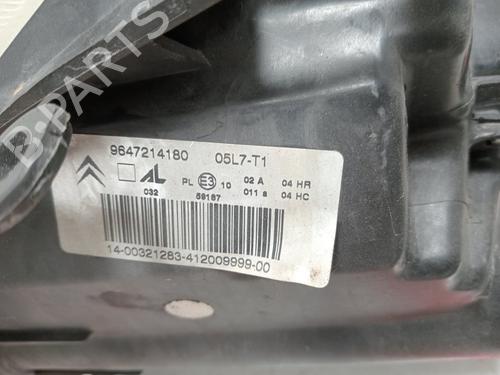 B-PARTS
9647214180 05L7-T1
AL PL E3 10 02 A 04 HR
032 59187 011 a 04 HC
14-00321283-412009999-00